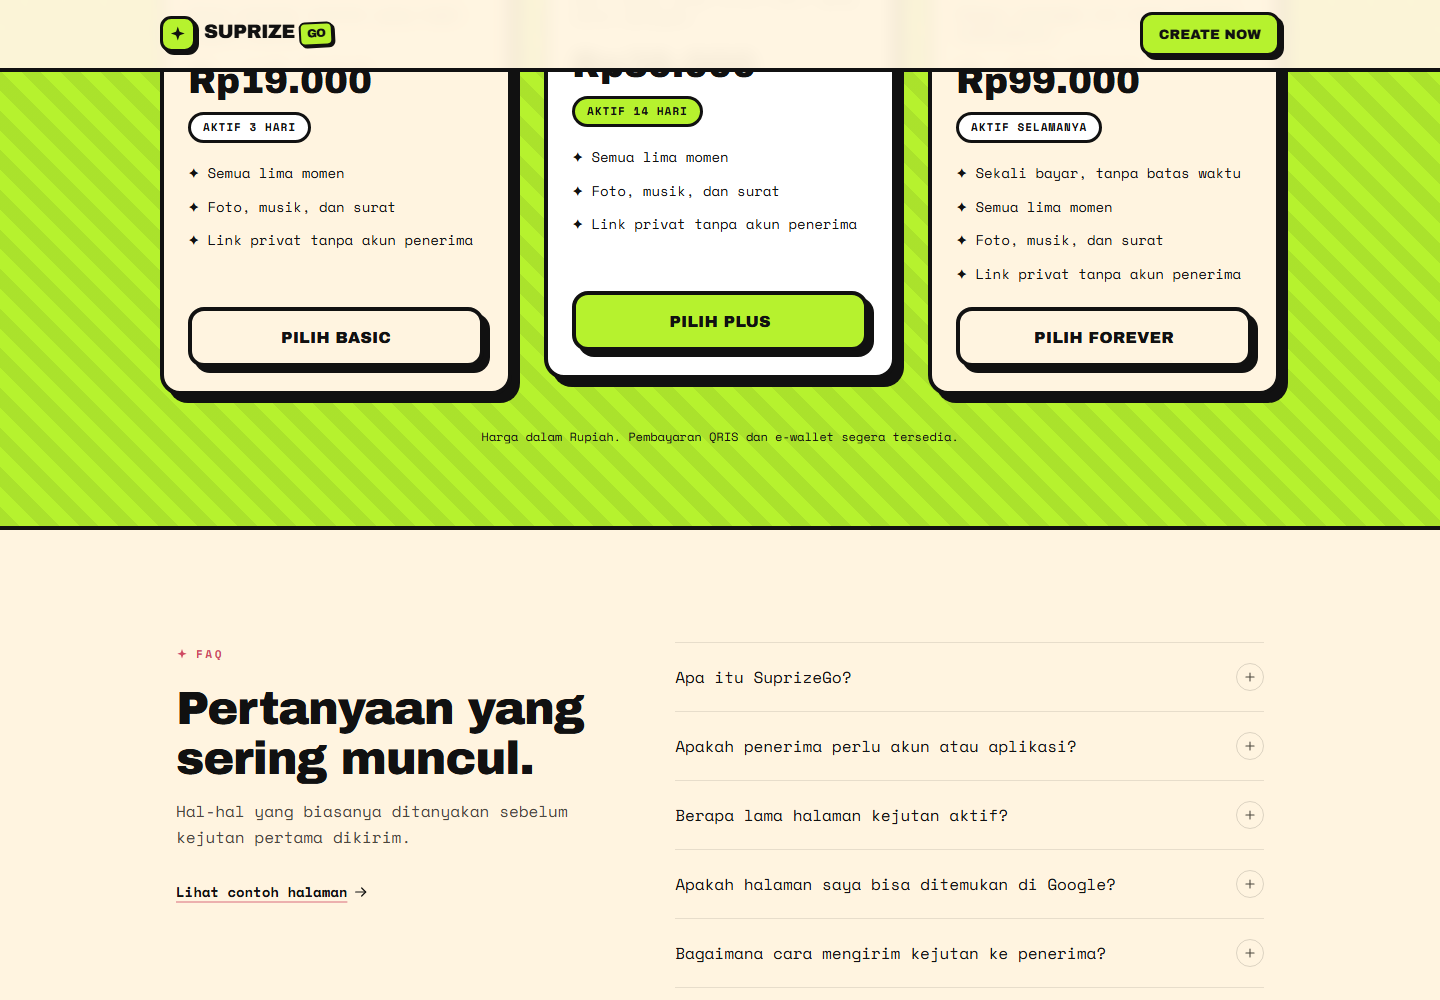 SUPRIZE GO
CREATE NOW
Rp19.000
AKTIF 3 HARI
✦ Semua lima momen
✦ Foto, musik, dan surat
✦ Link privat tanpa akun penerima
PILIH BASIC
AKTIF 14 HARI
✦ Semua lima momen
✦ Foto, musik, dan surat
✦ Link privat tanpa akun penerima
PILIH PLUS
Rp99.000
AKTIF SELAMANYA
✦ Sekali bayar, tanpa batas waktu
✦ Semua lima momen
✦ Foto, musik, dan surat
✦ Link privat tanpa akun penerima
PILIH FOREVER
Harga dalam Rupiah. Pembayaran QRIS dan e-wallet segera tersedia.
✦ FAQ
Pertanyaan yang
sering muncul.
Hal-hal yang biasanya ditanyakan sebelum
kejutan pertama dikirim.
Lihat contoh halaman →
Apa itu SuprizeGo?
Apakah penerima perlu akun atau aplikasi?
Berapa lama halaman kejutan aktif?
Apakah halaman saya bisa ditemukan di Google?
Bagaimana cara mengirim kejutan ke penerima?